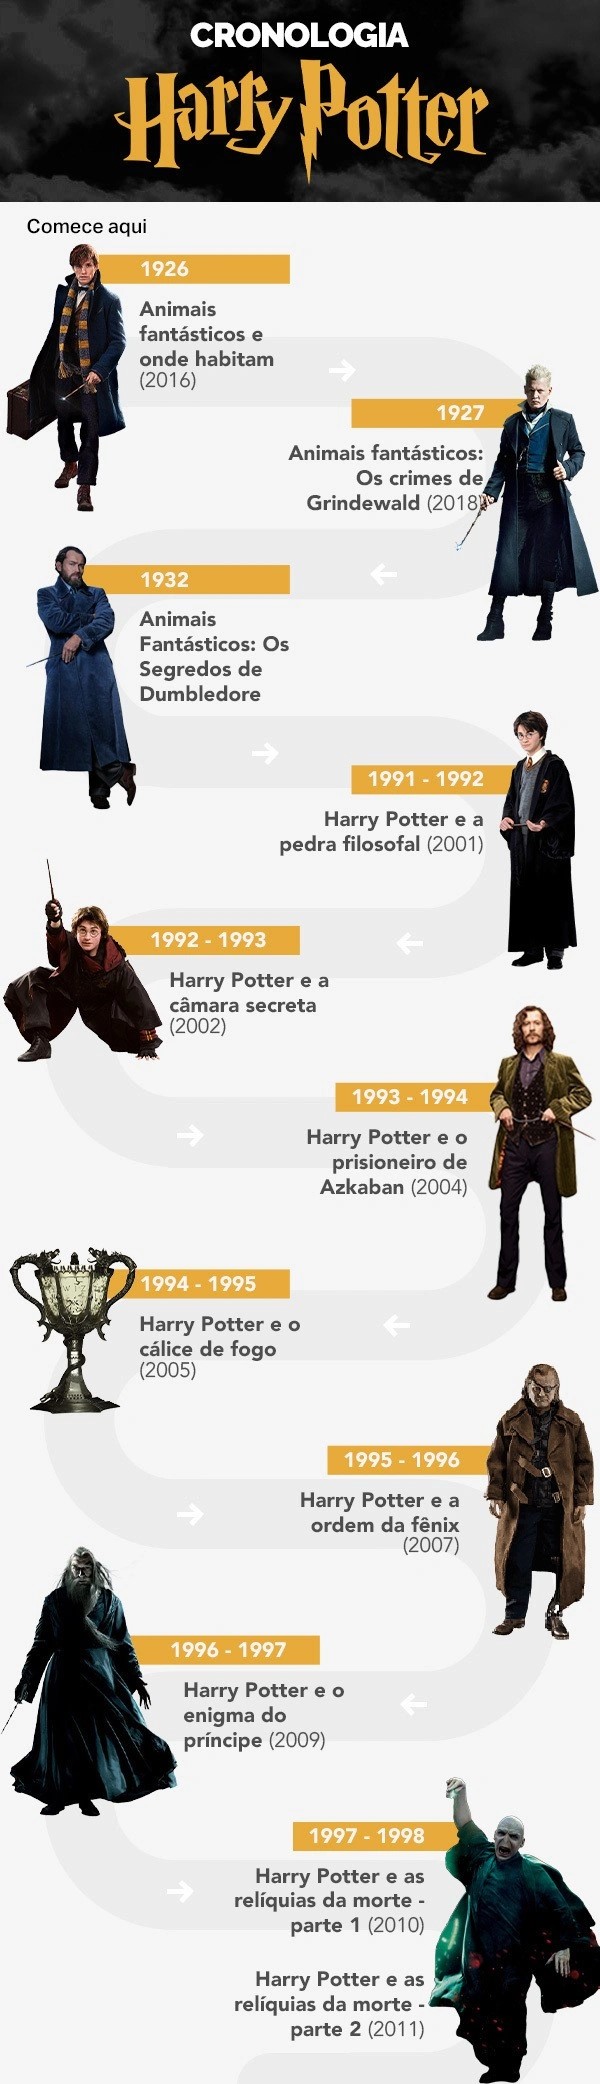 CRONOLOGIA
Harry Potter
Comece aqui
1926
Animais
fantásticos e
onde habitam
(2016)
1927
Animais fantásticos:
Os crimes de
Grindewald (2018)
1932
Animais
Fantásticos: Os
Segredos de
Dumbledore
1991 - 1992
Harry Potter e a
pedra filosofal (2001)
1992 - 1993
Harry Potter e a
câmara secreta
(2002)
1993 - 1994
Harry Potter e o
prisioneiro de
Azkaban (2004)
1994 - 1995
Harry Potter e o
cálice de fogo
(2005)
1995 - 1996
Harry Potter e a
ordem da fênix
(2007)
1996 - 1997
Harry Potter e o
enigma do
príncipe (2009)
1997 - 1998
Harry Potter e as
relíquias da morte -
parte 1 (2010)
Harry Potter e as
relíquias da morte -
parte 2 (2011)